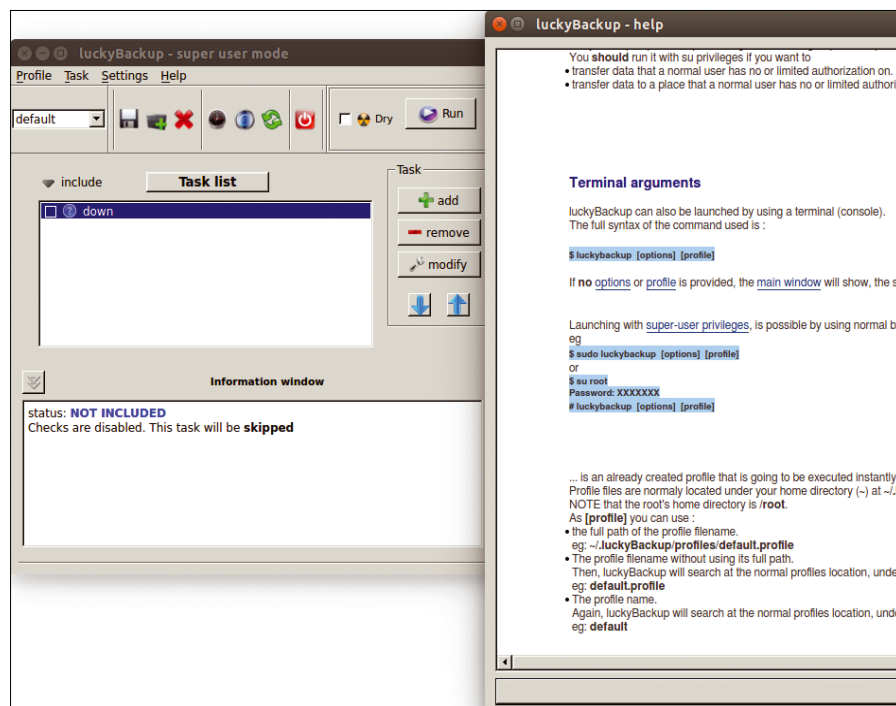 luckyBackup - super user mode
Profile Task Settings Help
default
Dry
Run
include
Task list
down
Task
add
remove
modify
Information window
status: NOT INCLUDED
Checks are disabled. This task will be skipped
luckyBackup - help
You should run it with su privileges if you want to
• transfer data that a normal user has no or limited authorization on.
• transfer data to a place that a normal user has no or limited authori
Terminal arguments
luckyBackup can also be launched by using a terminal (console).
The full syntax of the command used is :
$ luckybackup [options] [profile]
If no options or profile is provided, the main window will show, the s
Launching with super-user privileges, is possible by using normal b
eg
$ sudo luckybackup [options] [profile]
or
$ su root
Password: XXXXXXX
# luckybackup [options] [profile]
... is an already created profile that is going to be executed instantly
Profile files are normaly located under your home directory (~) at ~/.
NOTE that the root's home directory is /root.
As [profile] you can use :
• the full path of the profile filename.
eg: ~/.luckyBackup/profiles/default.profile
• The profile filename without using its full path.
Then, luckyBackup will search at the normal profiles location, unde
eg: default.profile
• The profile name.
Again, luckyBackup will search at the normal profiles location, unde
eg: default